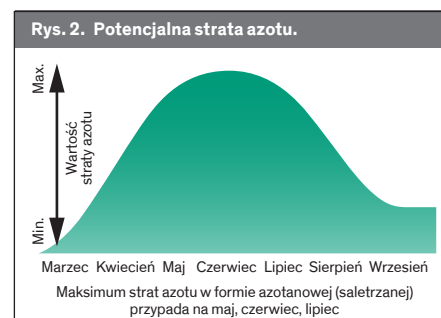 Rys. 2. Potencjalna strata azotu.
Max.
Wartość
straty azotu
Min.
Marzec Kwiecień Maj Czerwiec Lipiec Sierpień Wrzesień
Maksimum strat azotu w formie azotanowej (saletrzanej)
przypada na maj, czerwiec, lipiec